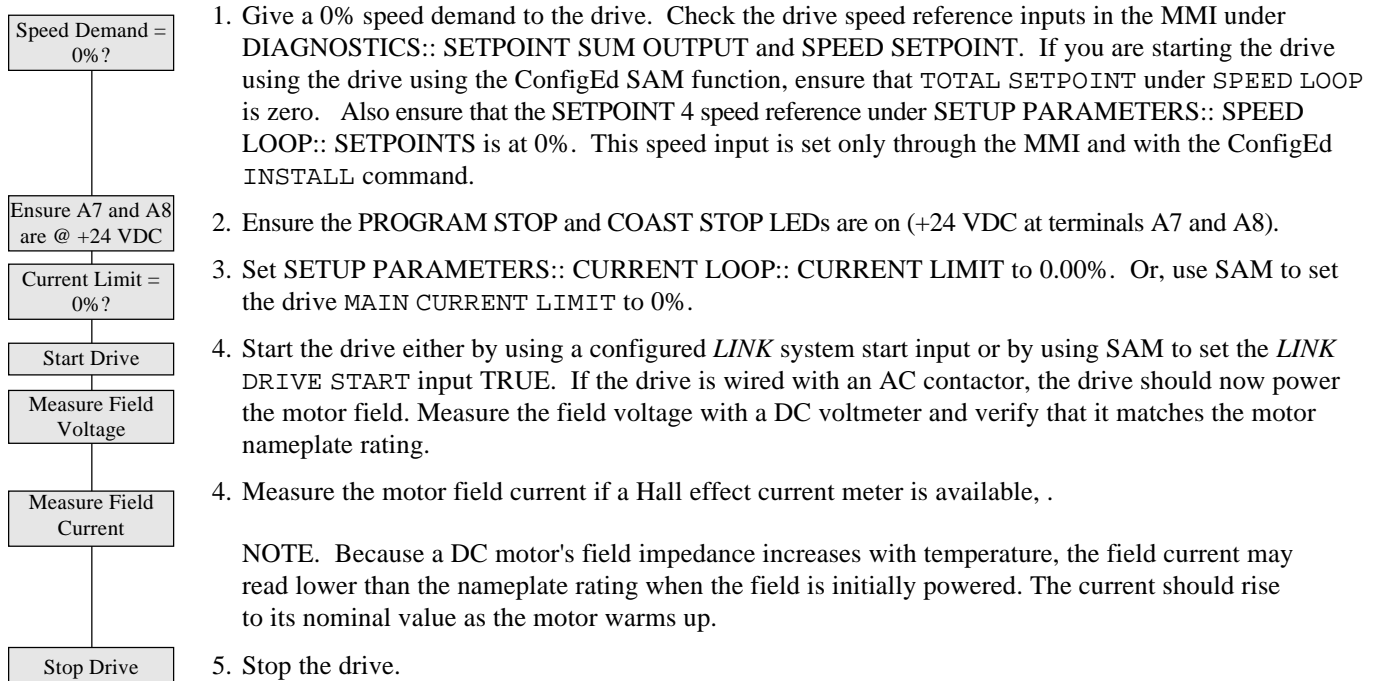 Speed Demand =
0%?
1. Give a 0% speed demand to the drive. Check the drive speed reference inputs in the MMI under
DIAGNOSTICS:: SETPOINT SUM OUTPUT and SPEED SETPOINT. If you are starting the drive
using the drive using the ConfigEd SAM function, ensure that TOTAL SETPOINT under SPEED LOOP
is zero. Also ensure that the SETPOINT 4 speed reference under SETUP PARAMETERS:: SPEED
LOOP:: SETPOINTS is at 0%. This speed input is set only through the MMI and with the ConfigEd
INSTALL command.
Ensure A7 and A8
are @ +24 VDC
2. Ensure the PROGRAM STOP and COAST STOP LEDs are on (+24 VDC at terminals A7 and A8).
Current Limit =
0%?
3. Set SETUP PARAMETERS:: CURRENT LOOP:: CURRENT LIMIT to 0.00%. Or, use SAM to set
the drive MAIN CURRENT LIMIT to 0%.
Start Drive
4. Start the drive either by using a configured LINK system start input or by using SAM to set the LINK
DRIVE START input TRUE. If the drive is wired with an AC contactor, the drive should now power
the motor field. Measure the field voltage with a DC voltmeter and verify that it matches the motor
nameplate rating.
Measure Field
Voltage
Measure Field
Current
4. Measure the motor field current if a Hall effect current meter is available, .
NOTE. Because a DC motor's field impedance increases with temperature, the field current may
read lower than the nameplate rating when the field is initially powered. The current should rise
to its nominal value as the motor warms up.
Stop Drive
5. Stop the drive.